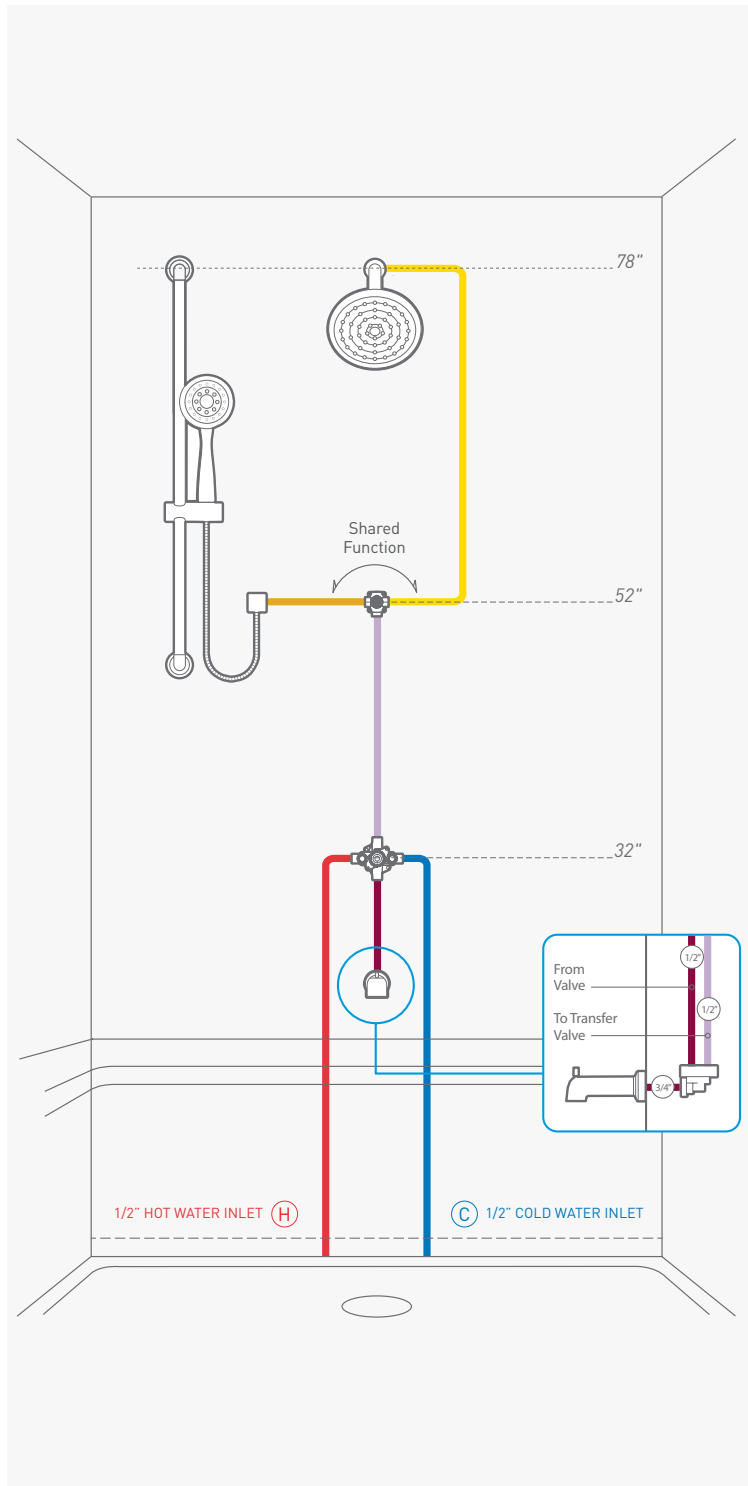 78"
Shared
Function
52"
32"
1/2"
From
Valve
1/2"
To Transfer
Valve
3/4"
1/2" HOT WATER INLET H
C 1/2" COLD WATER INLET